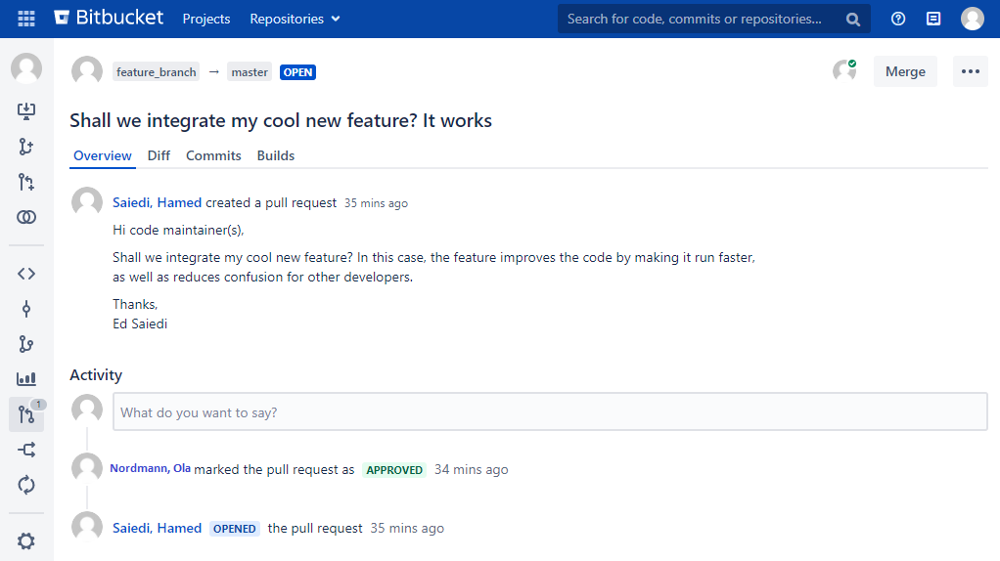 Bitbucket Projects Repositories Search for code, commits or repositories...
feature_branch → master OPEN Merge
Shall we integrate my cool new feature? It works
Overview Diff Commits Builds
Saiedi, Hamed created a pull request 35 mins ago
Hi code maintainer(s),
Shall we integrate my cool new feature? In this case, the feature improves the code by making it run faster,
as well as reduces confusion for other developers.
Thanks,
Ed Saiedi
Activity
1
What do you want to say?
Nordmann, Ola marked the pull request as APPROVED 34 mins ago
Saiedi, Hamed OPENED the pull request 35 mins ago